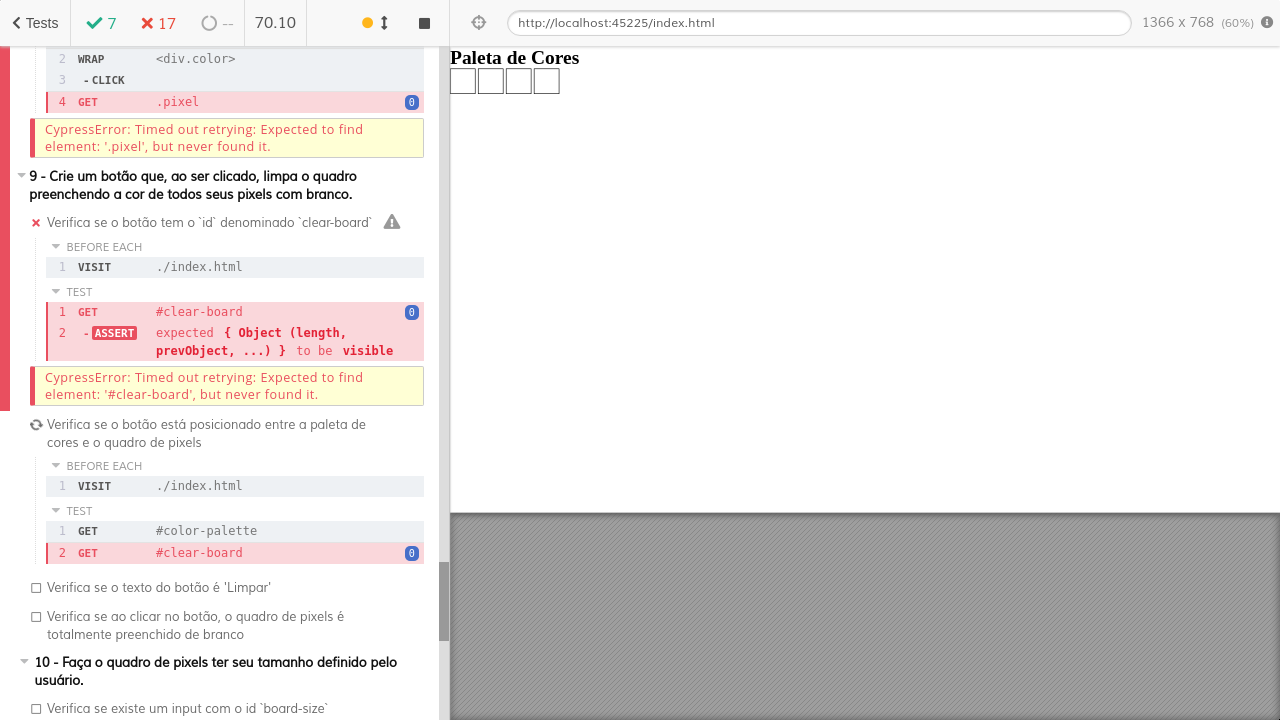 Tests 7 17 -- 70.10 http://localhost:45225/index.html 1366 x 768 (60%)
2 WRAP <div.color>
3 - CLICK
4 GET .pixel 0
CypressError: Timed out retrying: Expected to find
element: '.pixel', but never found it.
9 - Crie um botão que, ao ser clicado, limpa o quadro
preenchendo a cor de todos seus pixels com branco.
Verifica se o botão tem o `id` denominado `clear-board`
BEFORE EACH
1 VISIT ./index.html
TEST
1 GET #clear-board 0
2 - ASSERT expected { Object (length,
prevObject, ...) } to be visible
CypressError: Timed out retrying: Expected to find
element: '#clear-board', but never found it.
Verifica se o botão está posicionado entre a paleta de
cores e o quadro de pixels
BEFORE EACH
1 VISIT ./index.html
TEST
1 GET #color-palette
2 GET #clear-board 0
Verifica se o texto do botão é 'Limpar'
Verifica se ao clicar no botão, o quadro de pixels é
totalmente preenchido de branco
10 - Faça o quadro de pixels ter seu tamanho definido pelo
usuário.
Verifica se existe um input com o id `board-size`
Paleta de Cores